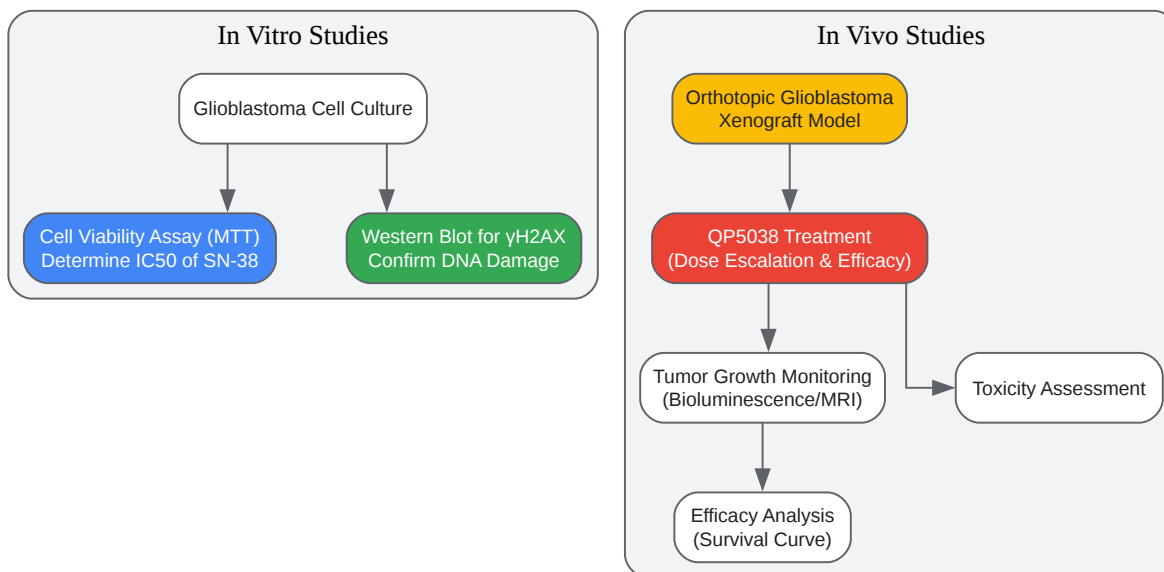 In Vitro Studies
Glioblastoma Cell Culture
Cell Viability Assay (MTT)
Determine IC50 of SN-38
Western Blot for γH2AX
Confirm DNA Damage
In Vivo Studies
Orthotopic Glioblastoma
Xenograft Model
QP5038 Treatment
(Dose Escalation & Efficacy)
Tumor Growth Monitoring
(Bioluminescence/MRI)
Toxicity Assessment
Efficacy Analysis
(Survival Curve)